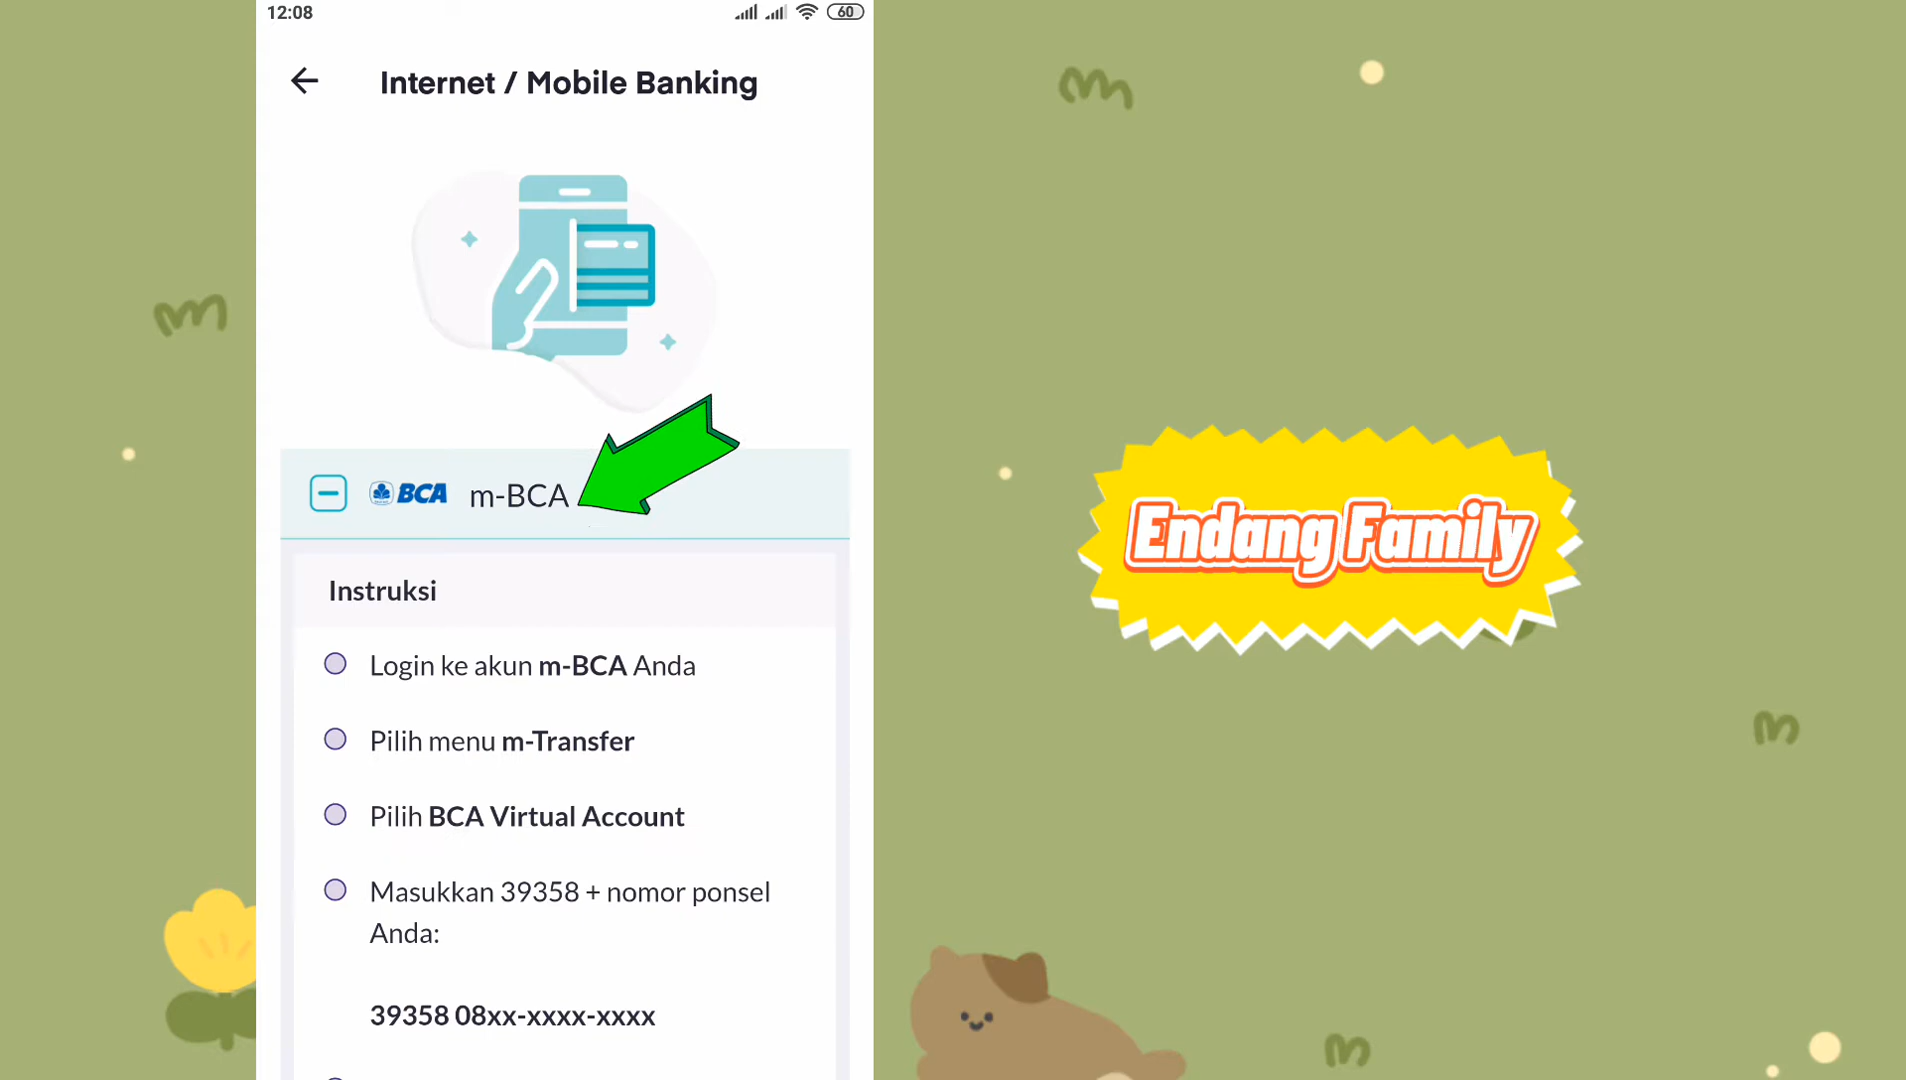 12:08
60
Internet / Mobile Banking
BCA m-BCA
Instruksi
Login ke akun m-BCA Anda
Pilih menu m-Transfer
Pilih BCA Virtual Account
Masukkan 39358 + nomor ponsel
Anda:
39358 08xx-xxxx-xxxx
Endang Family